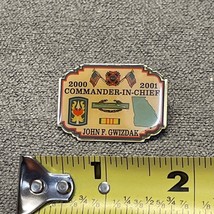 2000 2001
COMMANDER-IN-CHIEF
JOHN F. GWIZDAK
1 2